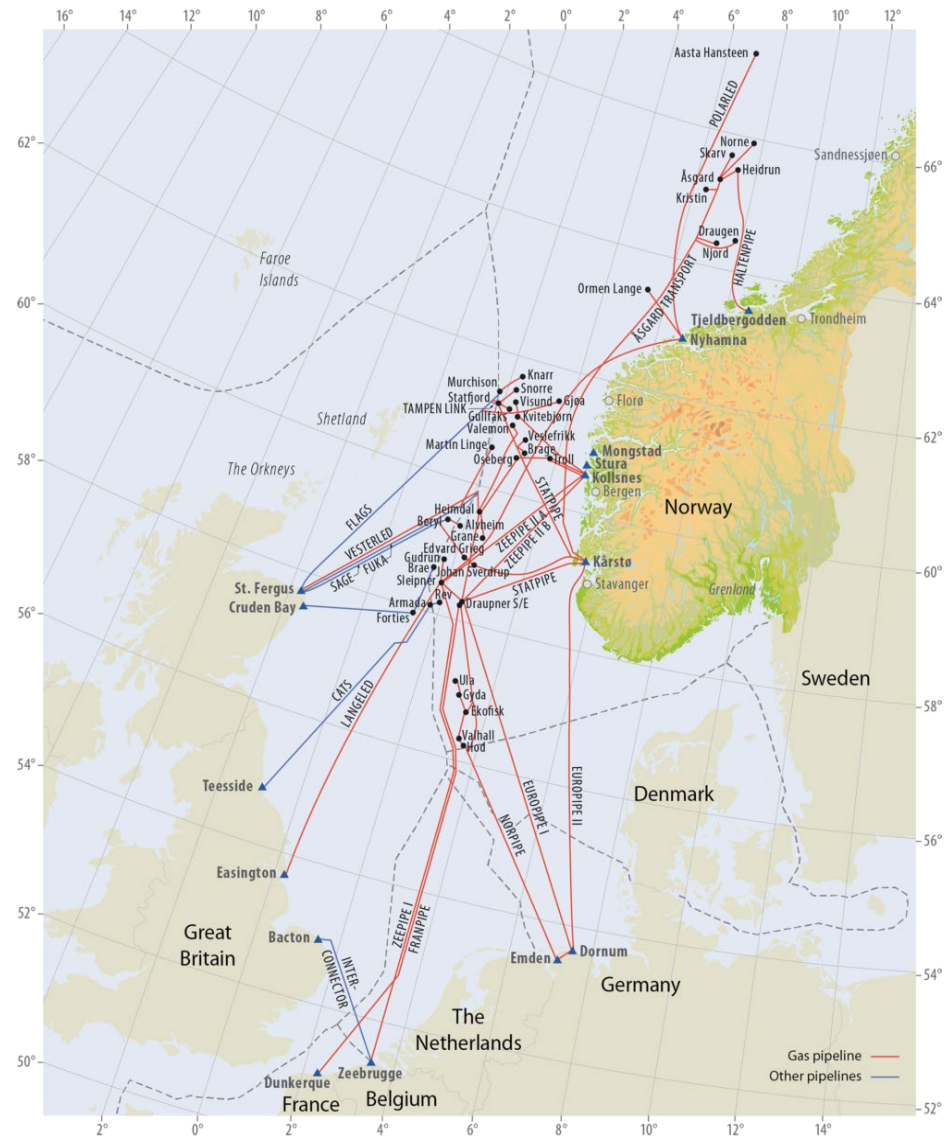 16° 14° 12° 10° 8° 6° 4° 2° 0° 2° 4° 6° 8° 10° 12°
Aasta Hansteen
POLARLED
62°
Norne
Skarv
Sandnessjøen
66°
Åsgard
Heidrun
Kristin
Draugen
Njord
HALTENPIPE
Faroe
Islands
ÅSGARD TRANSPORT
Ormen Lange
60°
64°
Tjeldbergodden
Trondheim
Nyhamna
Knarr
Murchison
Snorre
Statfjord
Visund
Gjøa
Florø
TAMPEN LINK
Gullfaks
Kvitebjørn
Shetland
Valemon
Veslefrikk
62°
Martin Linge
Brage
Mongstad
58°
Oseberg
Troll
Stura
The Orkneys
Kollsnes
Bergen
FLAGS
STATPIPE
Norway
Heimdal
VESTERLED
Beryl
Alvheim
ZEEPIPE II A
Grane
ZEEPIPE II B
SAGE
FUKA
Edvard Grieg
Gudrun
Kårstø
60°
Brae
Johan Sverdrup
St. Fergus
Sleipner
STATPIPE
Stavanger
Grenland
Rev
Cruden Bay
Armada
Draupner S/E
56°
Forties
CATS
LANGELED
Sweden
Ula
Gyda
58°
Ekofisk
Valhall
Hod
54°
Teesside
EUROPIPE I
EUROPIPE II
Denmark
NORPIPE
56°
Easington
52°
Great
Britain
Bacton
ZEEPIPE I
FRANPIPE
INTER-
CONNECTOR
Emden
Dornum
54°
Germany
The
Netherlands
50°
Zeebrugge
Dunkerque
Gas pipeline
Other pipelines
France
Belgium
52°
0° 2° 4° 6° 8° 10° 12° 14°